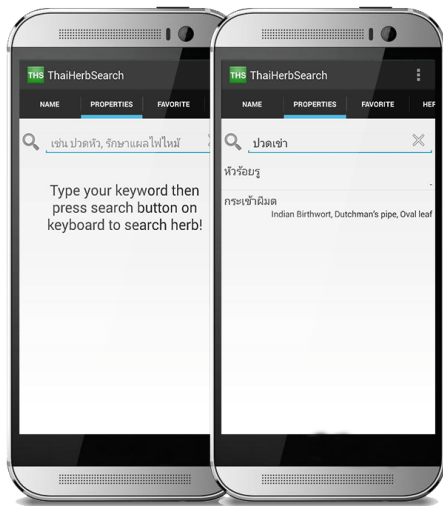 THS ThaiHerbSearch
NAME PROPERTIES FAVORITE
เช่น ปวดหัว, รักษาแผลไฟไหม้
Type your keyword then
press search button on
keyboard to search herb!
THS ThaiHerbSearch
NAME PROPERTIES FAVORITE HER
ปวดเข่า
หัวร้อยรู
-
กระเช้าผีมด
Indian Birthwort, Dutchman's pipe, Oval leaf